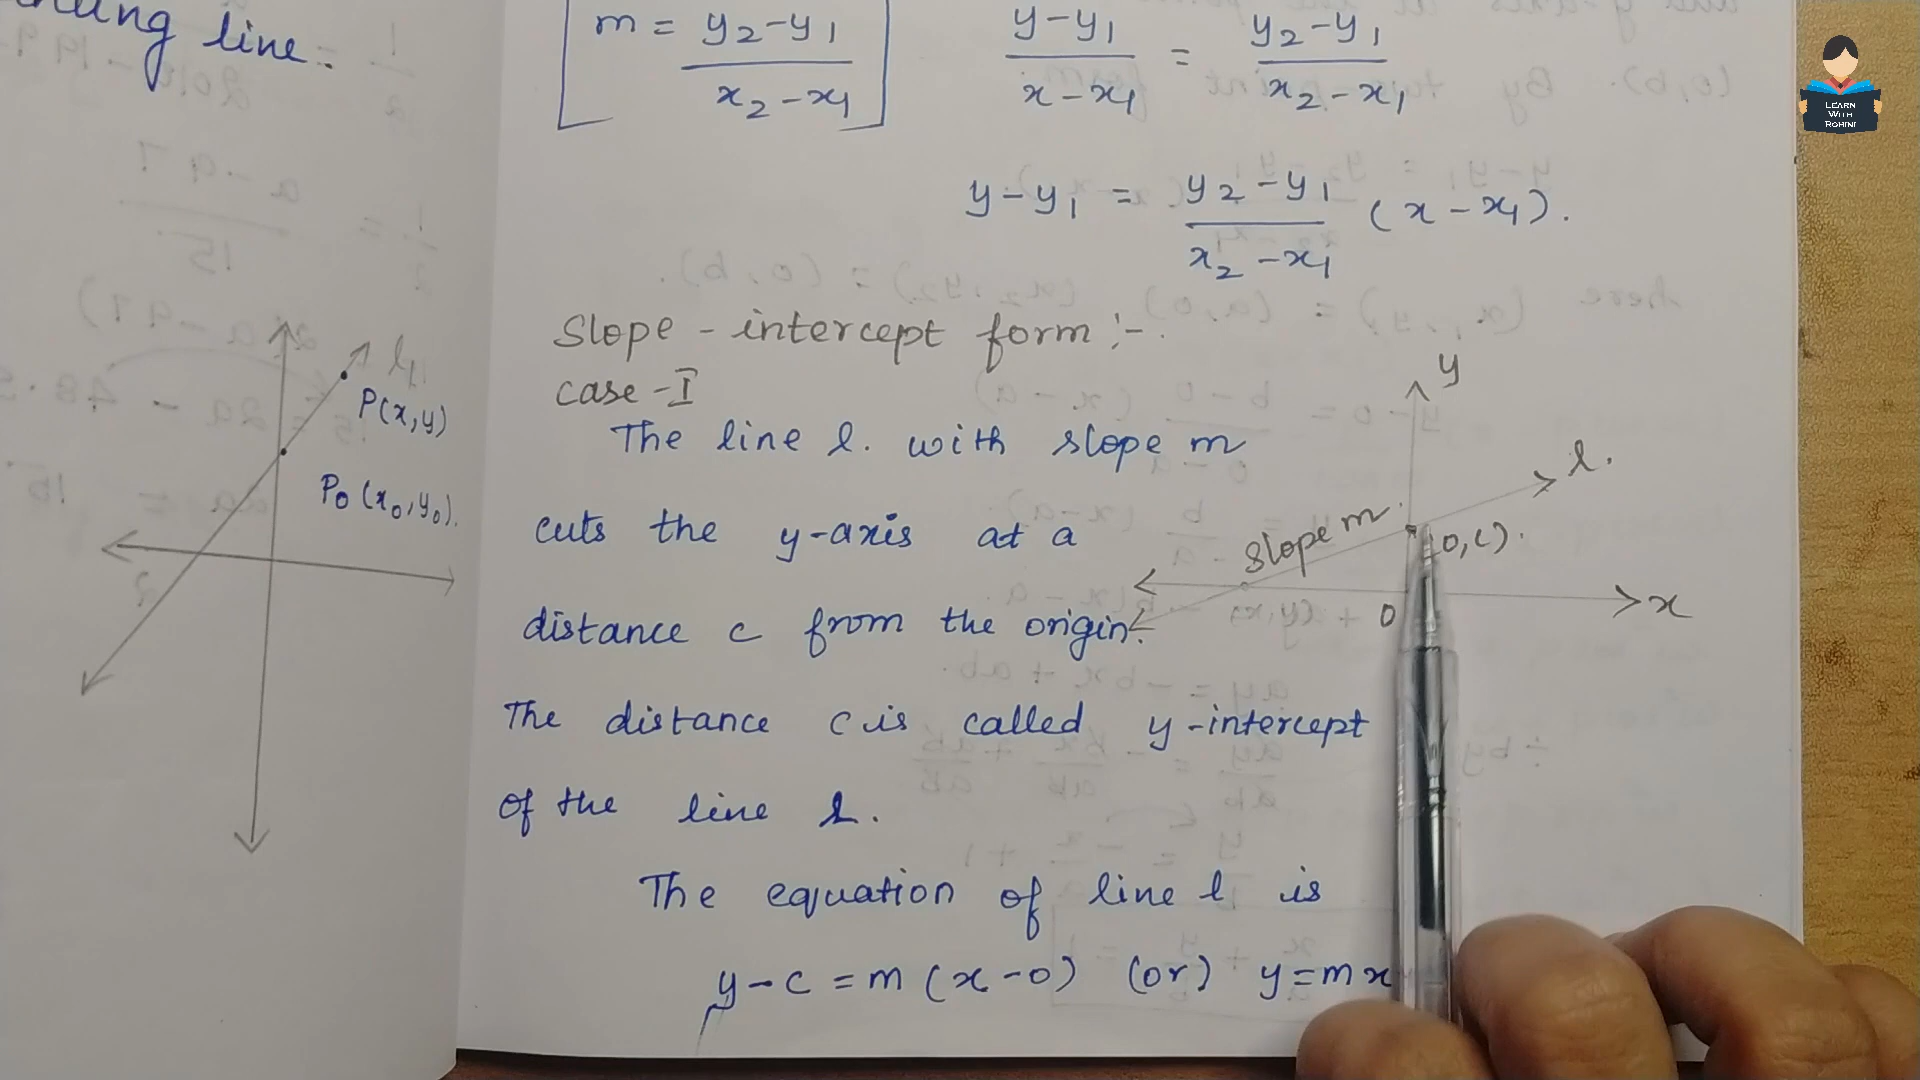 line:
m = y2-y1 / x2-x1
y-y1 / x-x1 = y2-y1 / x2-x1
y-y1 = y2-y1 / x2-x1 (x-x1).
l1
P(x,y)
P0(x0,y0).
Slope-intercept form:-
case-I
The line l. with slope m
cuts the y-axis at a
distance c from the origin.
The distance c is called y-intercept
of the line l.
The equation of line l is
y-c = m(x-0) (or) y=mx
y
l.
slope m
0,c).
x
0
LEARN
WITH
ROHINI